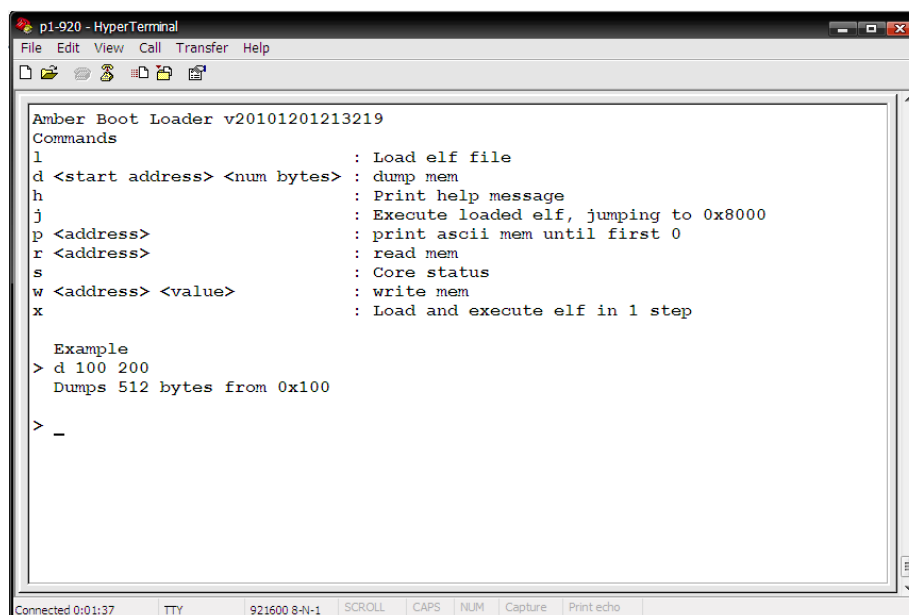 p1-920 - HyperTerminal
File Edit View Call Transfer Help
Amber Boot Loader v20101201213219
Commands
l : Load elf file
d <start address> <num bytes> : dump mem
h : Print help message
j : Execute loaded elf, jumping to 0x8000
p <address> : print ascii mem until first 0
r <address> : read mem
s : Core status
w <address> <value> : write mem
x : Load and execute elf in 1 step
Example
> d 100 200
Dumps 512 bytes from 0x100
> _
Connected 0:01:37 TTY 921600 8-N-1 SCROLL CAPS NUM Capture Print echo